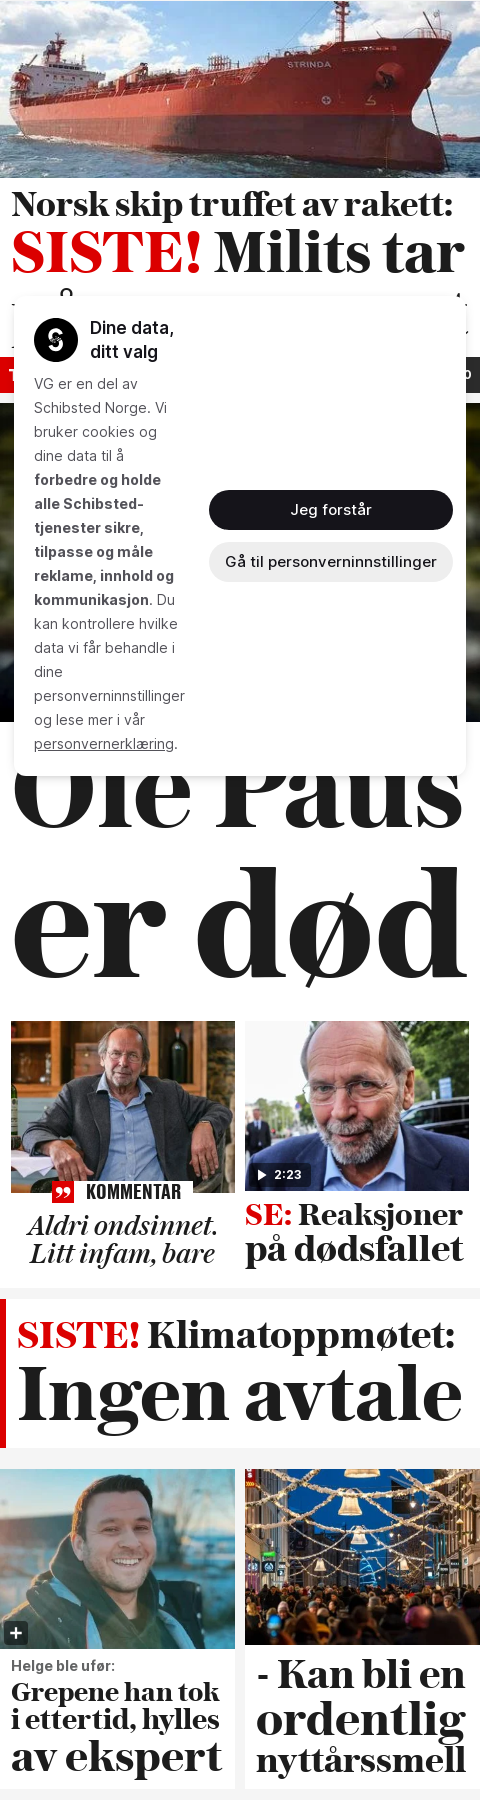 STRINDA
Norsk skip truffet av rakett:
SISTE! Milits tar
Dine data,
ditt valg
VG er en del av
Schibsted Norge. Vi
bruker cookies og
dine data til å
forbedre og holde
alle Schibsted-
tjenester sikre,
tilpasse og måle
reklame, innhold og
kommunikasjon. Du
kan kontrollere hvilke
data vi får behandle i
dine
personverninnstillinger
og lese mer i vår
personvernerklæring.
Jeg forstår
Gå til personverninnstillinger
Ole Paus
er død
KOMMENTAR
Aldri ondsinnet.
Litt infam, bare
2:23
SE: Reaksjoner
på dødsfallet
SISTE! Klimatoppmøtet:
Ingen avtale
Helge ble ufør:
Grepene han tok
i ettertid, hylles
av ekspert
- Kan bli en
ordentlig
nyttårssmell